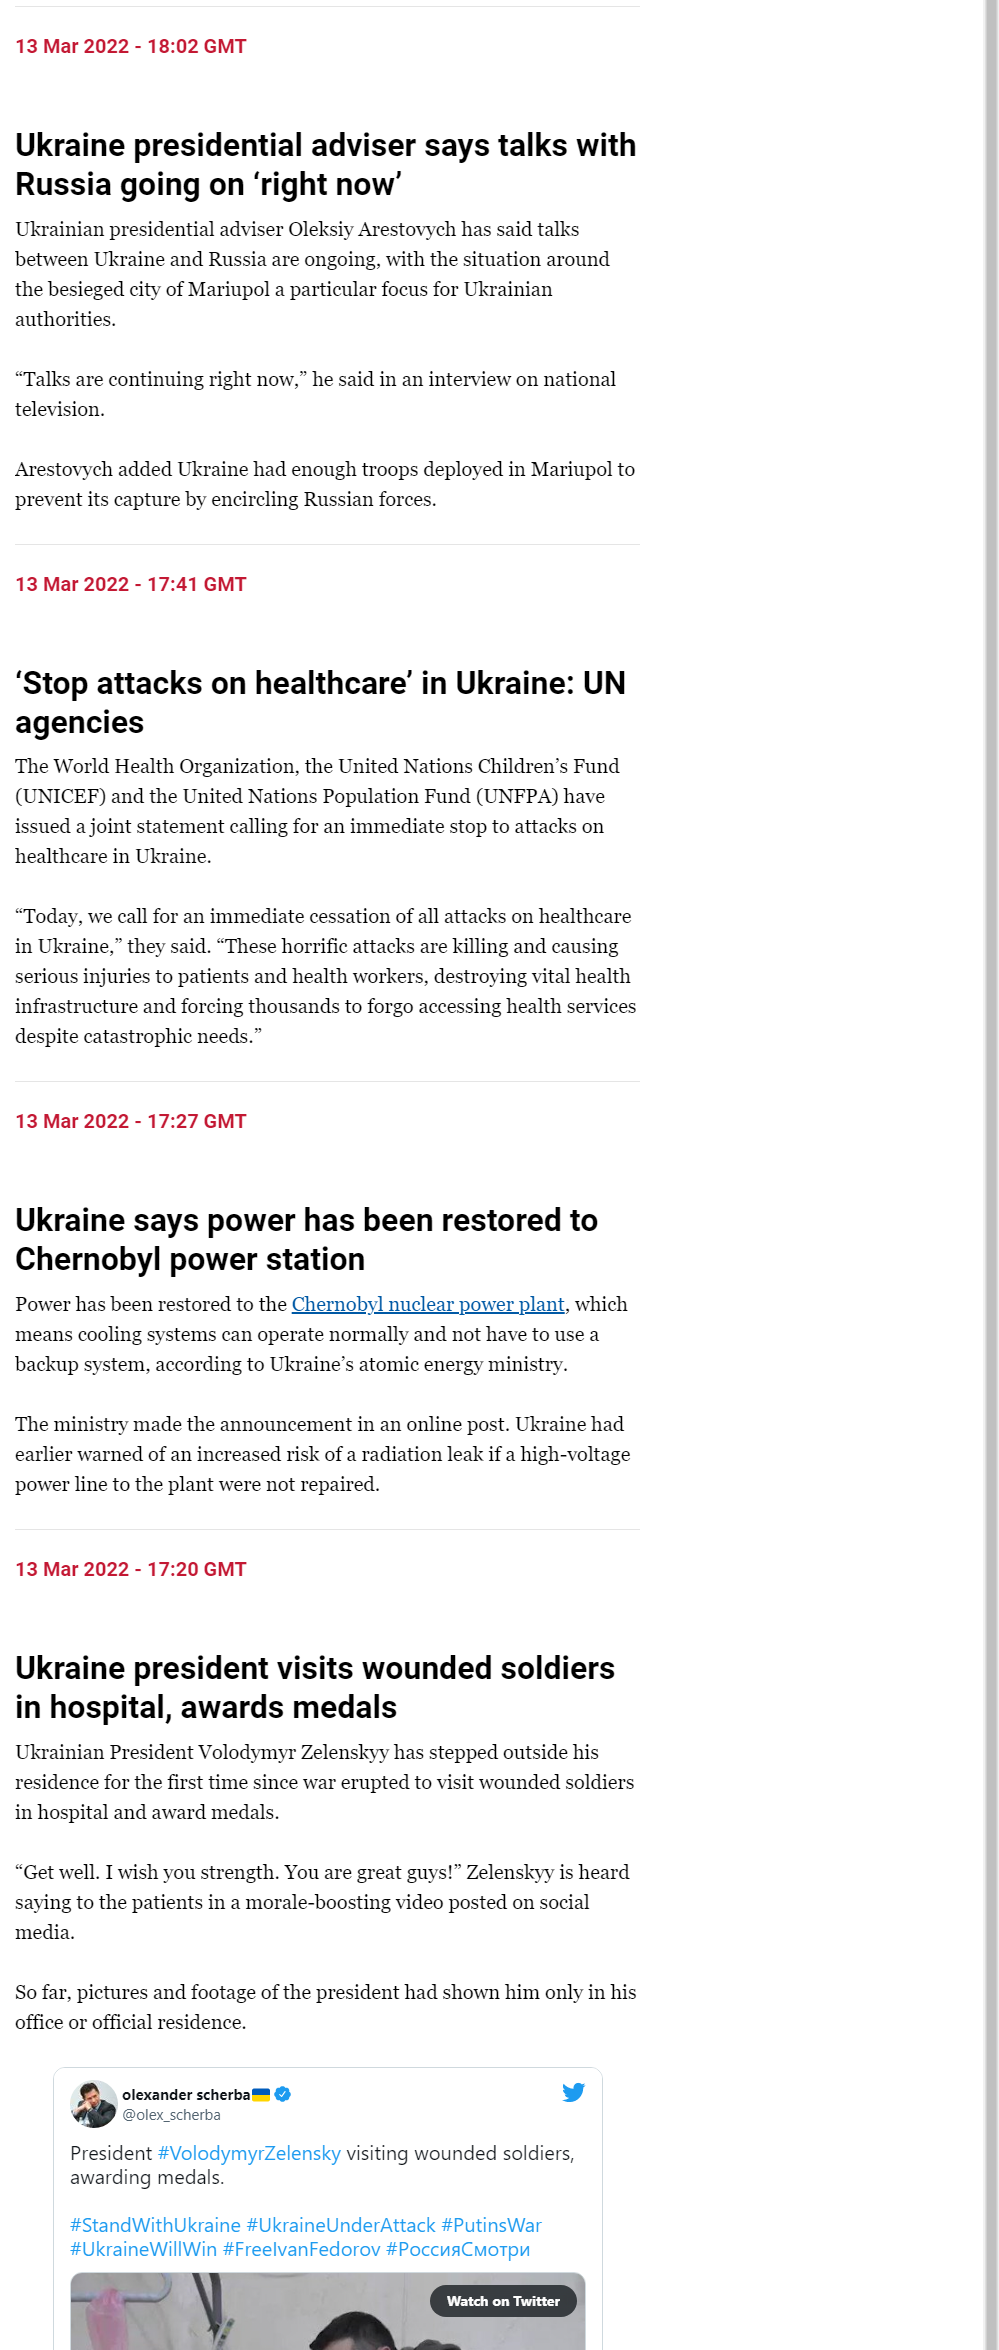 13 Mar 2022 - 18:02 GMT
Ukraine presidential adviser says talks with
Russia going on ‘right now’
Ukrainian presidential adviser Oleksiy Arestovych has said talks
between Ukraine and Russia are ongoing, with the situation around
the besieged city of Mariupol a particular focus for Ukrainian
authorities.
“Talks are continuing right now,” he said in an interview on national
television.
Arestovych added Ukraine had enough troops deployed in Mariupol to
prevent its capture by encircling Russian forces.
13 Mar 2022 - 17:41 GMT
‘Stop attacks on healthcare’ in Ukraine: UN
agencies
The World Health Organization, the United Nations Children’s Fund
(UNICEF) and the United Nations Population Fund (UNFPA) have
issued a joint statement calling for an immediate stop to attacks on
healthcare in Ukraine.
“Today, we call for an immediate cessation of all attacks on healthcare
in Ukraine,” they said. “These horrific attacks are killing and causing
serious injuries to patients and health workers, destroying vital health
infrastructure and forcing thousands to forgo accessing health services
despite catastrophic needs.”
13 Mar 2022 - 17:27 GMT
Ukraine says power has been restored to
Chernobyl power station
Power has been restored to the Chernobyl nuclear power plant, which
means cooling systems can operate normally and not have to use a
backup system, according to Ukraine’s atomic energy ministry.
The ministry made the announcement in an online post. Ukraine had
earlier warned of an increased risk of a radiation leak if a high-voltage
power line to the plant were not repaired.
13 Mar 2022 - 17:20 GMT
Ukraine president visits wounded soldiers
in hospital, awards medals
Ukrainian President Volodymyr Zelenskyy has stepped outside his
residence for the first time since war erupted to visit wounded soldiers
in hospital and award medals.
“Get well. I wish you strength. You are great guys!” Zelenskyy is heard
saying to the patients in a morale-boosting video posted on social
media.
So far, pictures and footage of the president had shown him only in his
office or official residence.
olexander scherba
@olex_scherba
President #VolodymyrZelensky visiting wounded soldiers,
awarding medals.
#StandWithUkraine #UkraineUnderAttack #PutinsWar
#UkraineWillWin #FreeIvanFedorov #РоссияСмотри
Watch on Twitter